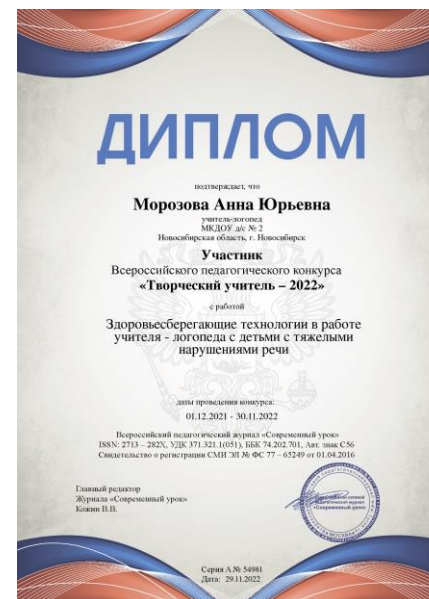 ДИПЛОМ
подтверждает, что
Морозова Анна Юрьевна
учитель-логопед
МКДОУ д/с № 2
Новосибирская область, г. Новосибирск
Участник
Всероссийского педагогического конкурса
«Творческий учитель – 2022»
с работой
Здоровьесберегающие технологии в работе
учителя - логопеда с детьми с тяжелыми
нарушениями речи
даты проведения конкурса:
01.12.2021 - 30.11.2022
Всероссийский педагогический журнал «Современный урок»
ISSN: 2713 – 282X, УДК 371.321.1(051), ББК 74.202.701, Авт. знак С56
Свидетельство о регистрации СМИ ЭЛ № ФС 77 – 65249 от 01.04.2016
Главный редактор
Журнала «Современный урок»
Кожин В.В.
«Современный урок»
Серия А № 54981
Дата: 29.11.2022